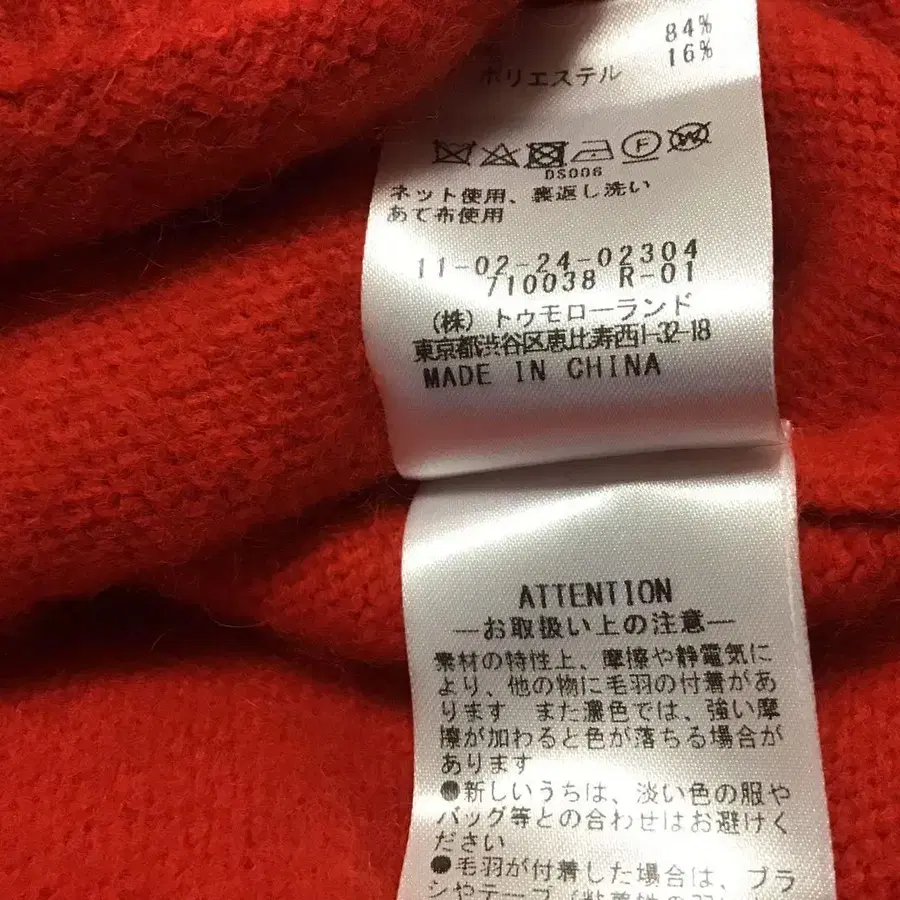 84%
ポリエステル 16%
W
F
DS006
ネット使用、裏返し洗い
あて布使用
11-02-24-02304
710038 R-01
(株) トゥモローランド
東京都渋谷区恵比寿西1-32-18
MADE IN CHINA
ATTENTION
―お取扱い上の注意―
素材の特性上、摩擦や静電気に
より、他の物に毛羽の付着があ
ります また濃色では、強い摩
擦が加わると色が落ちる場合が
あります
●新しいうちは、淡い色の服や
バッグ等との合わせはお避けく
ださい
●毛羽が付着した場合は、ブラ
シやテープ